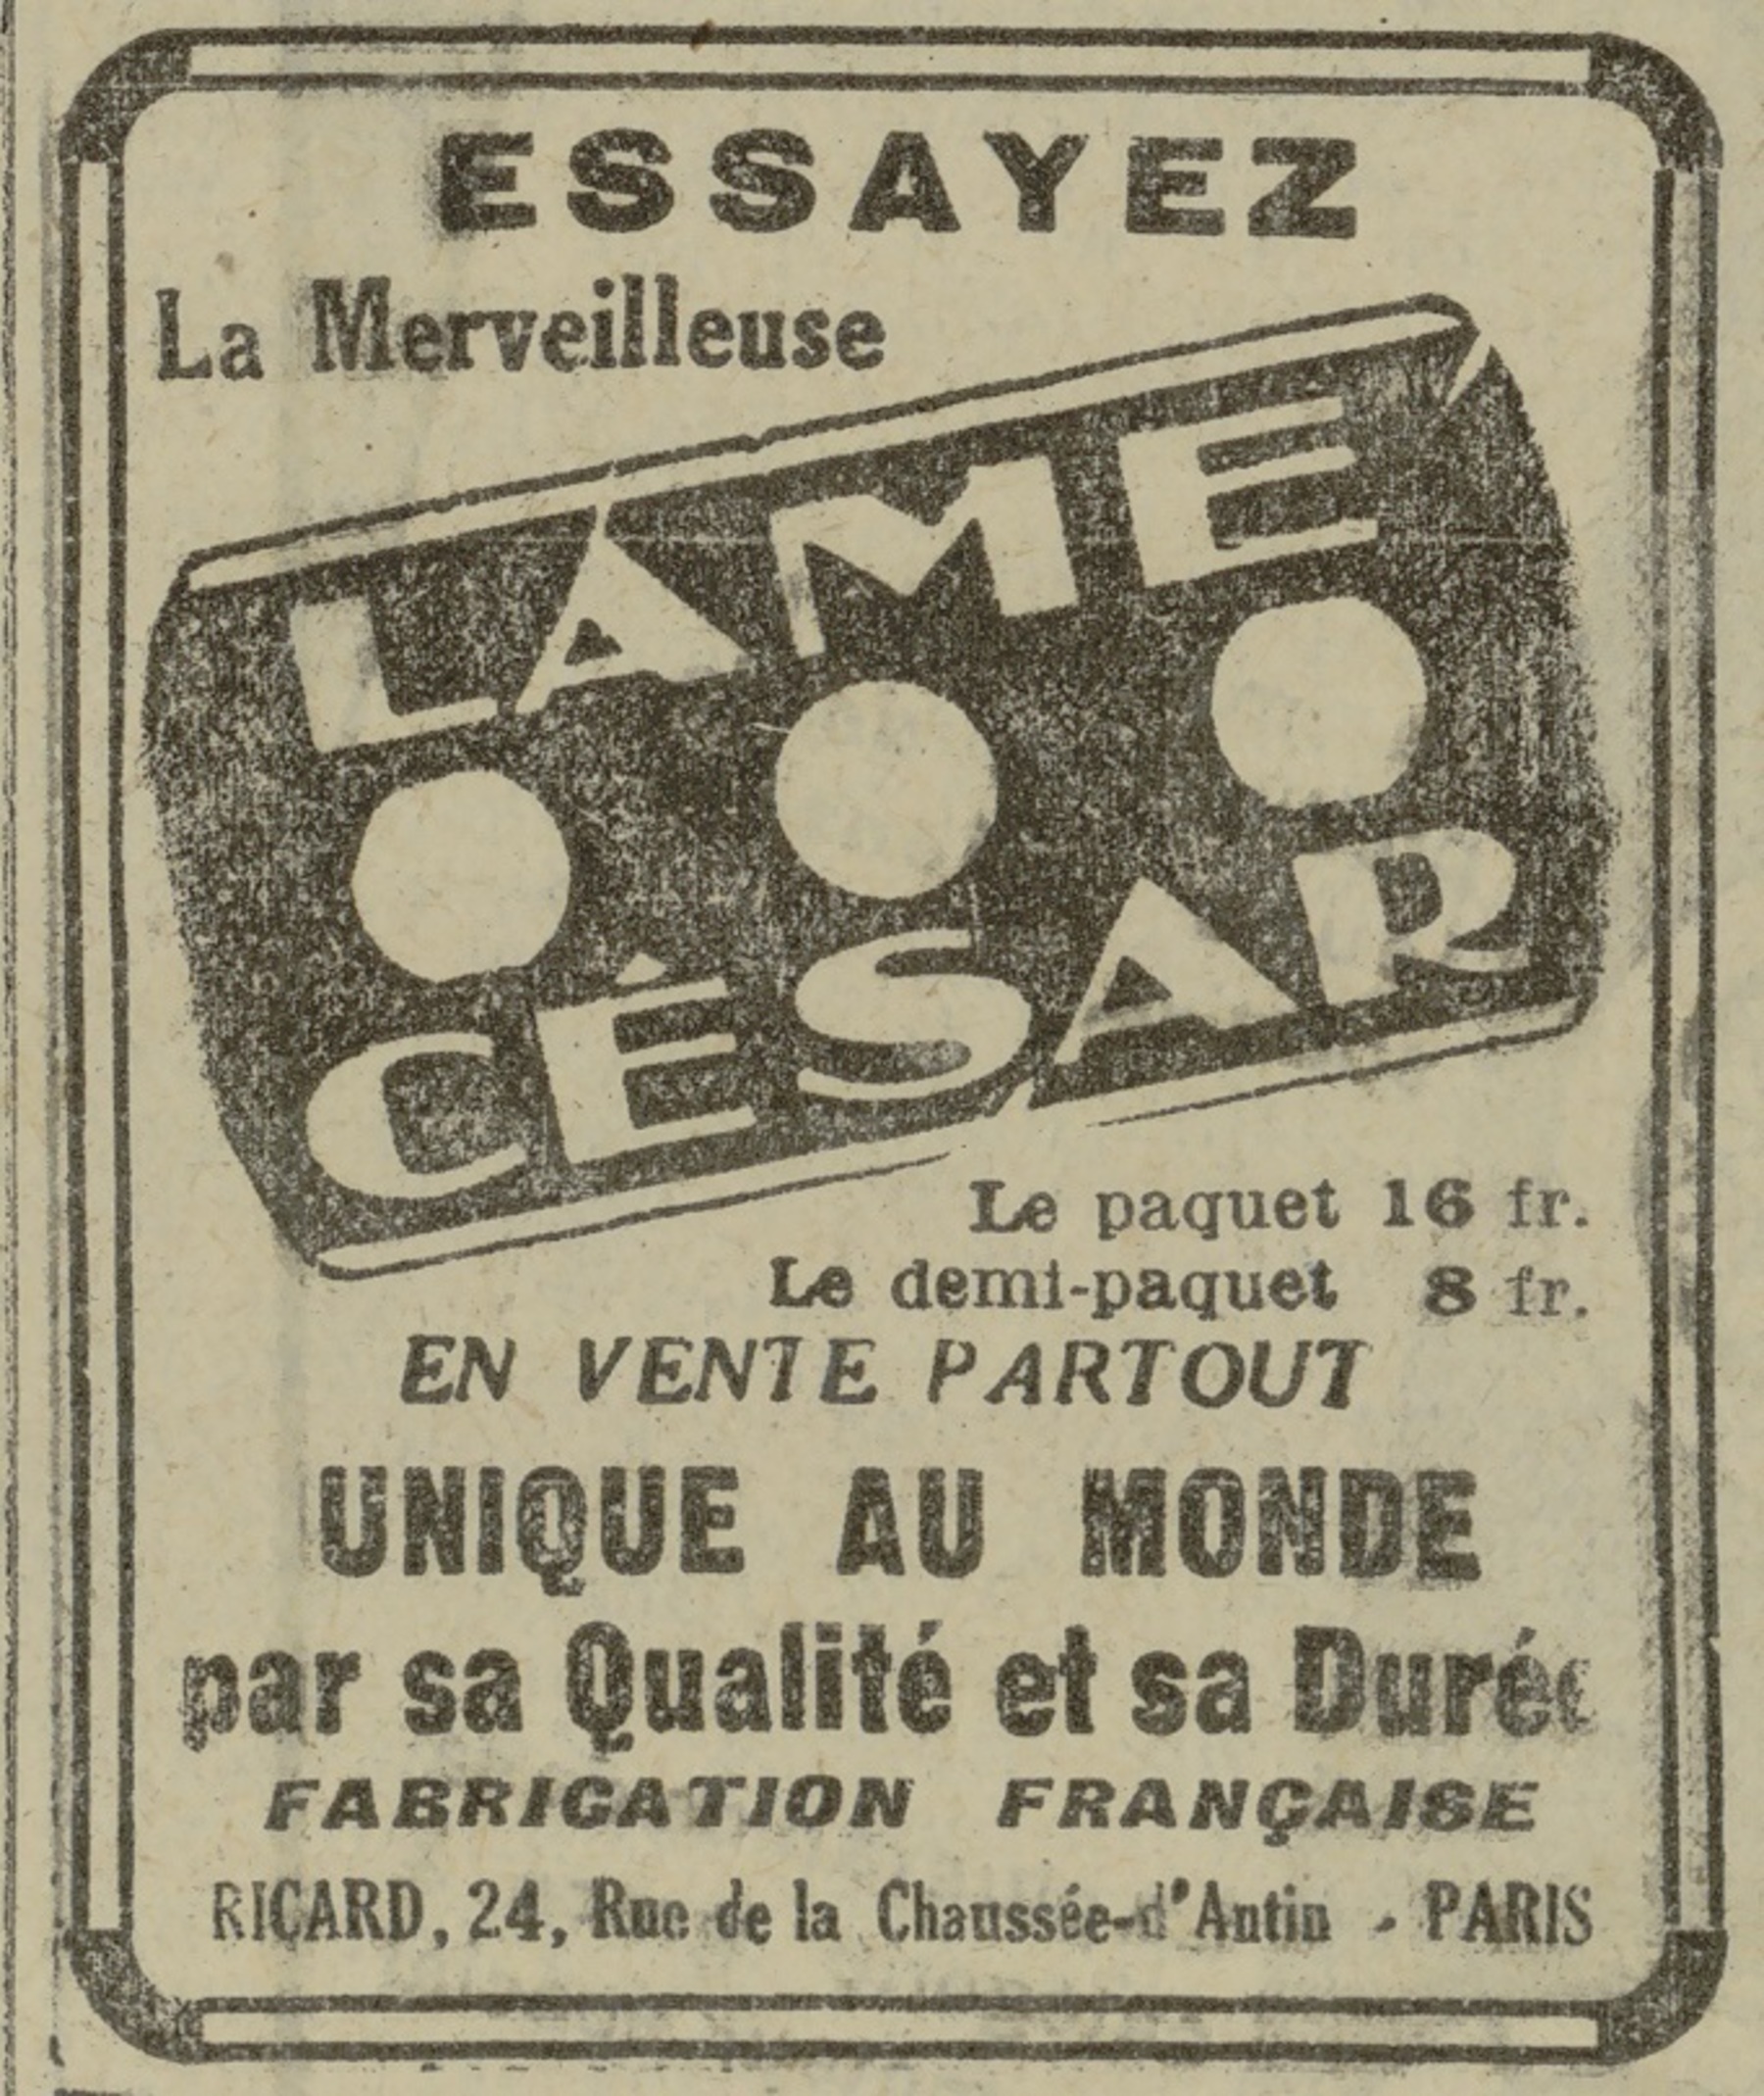 ESSAYEZ
La Merveilleuse
LAME
CÉSAR
Le paquet 16 fr.
Le demi-paquet 8 fr.
EN VENTE PARTOUT
UNIQUE AU MONDE
par sa Qualité et sa Durée
FABRICATION FRANÇAISE
RICARD, 24, Rue de la Chaussée-d'Antin - PARIS